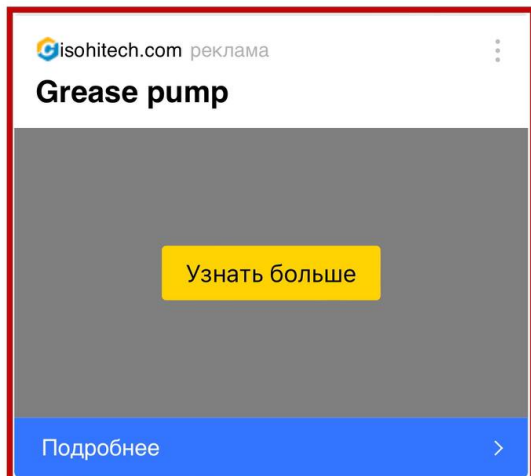 isohitech.com реклама
Grease pump
Узнать больше
Подробнее